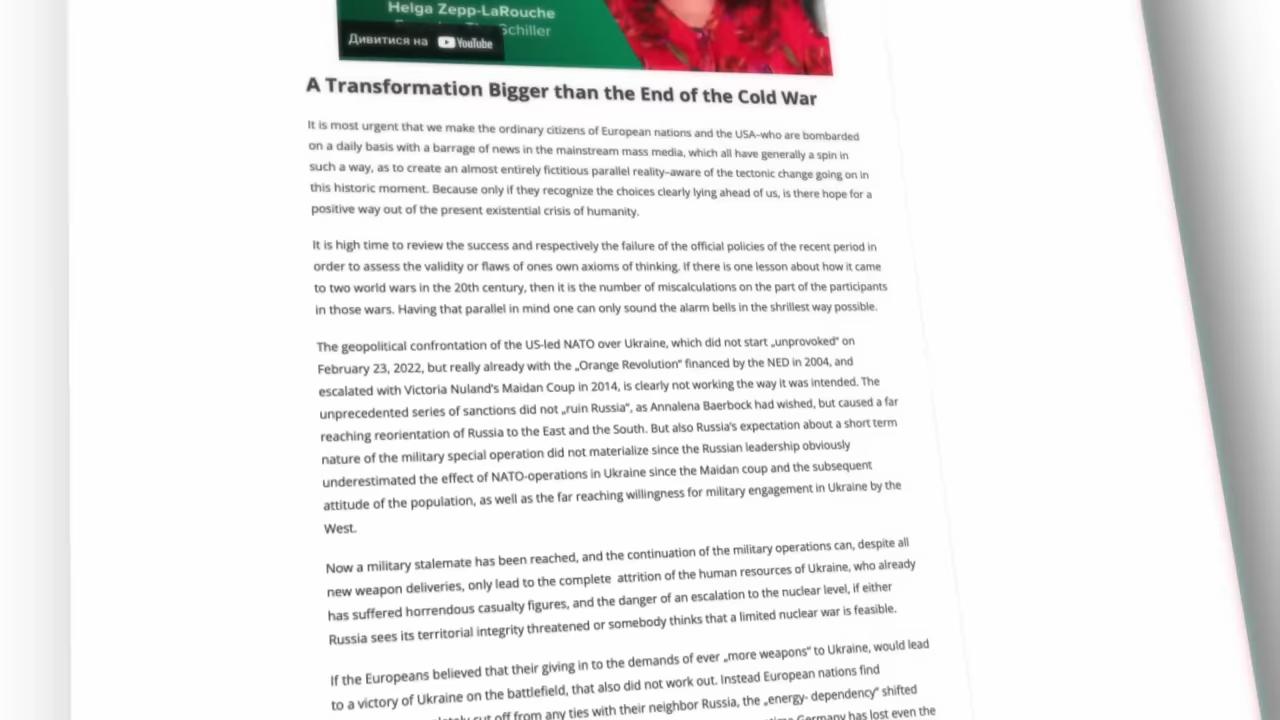 Helga Zepp-LaRouche
Schiller
Дивитися на YouTube
A Transformation Bigger than the End of the Cold War
It is most urgent that we make the ordinary citizens of European nations and the USA–who are bombarded
on a daily basis with a barrage of news in the mainstream mass media, which all have generally a spin in
such a way, as to create an almost entirely fictitious parallel reality–aware of the tectonic change going on in
this historic moment. Because only if they recognize the choices clearly lying ahead of us, is there hope for a
positive way out of the present existential crisis of humanity.
It is high time to review the success and respectively the failure of the official policies of the recent period in
order to assess the validity or flaws of ones own axioms of thinking. If there is one lesson about how it came
to two world wars in the 20th century, then it is the number of miscalculations on the part of the participants
in those wars. Having that parallel in mind one can only sound the alarm bells in the shrillest way possible.
The geopolitical confrontation of the US-led NATO over Ukraine, which did not start „unprovoked“ on
February 23, 2022, but really already with the „Orange Revolution“ financed by the NED in 2004, and
escalated with Victoria Nuland's Maidan Coup in 2014, is clearly not working the way it was intended. The
unprecedented series of sanctions did not „ruin Russia“, as Annalena Baerbock had wished, but caused a far
reaching reorientation of Russia to the East and the South. But also Russia's expectation about a short term
nature of the military special operation did not materialize since the Russian leadership obviously
underestimated the effect of NATO-operations in Ukraine since the Maidan coup and the subsequent
attitude of the population, as well as the far reaching willingness for military engagement in Ukraine by the
West.
Now a military stalemate has been reached, and the continuation of the military operations can, despite all
new weapon deliveries, only lead to the complete attrition of the human resources of Ukraine, who already
has suffered horrendous casualty figures, and the danger of an escalation to the nuclear level, if either
Russia sees its territorial integrity threatened or somebody thinks that a limited nuclear war is feasible.
If the Europeans believed that their giving in to the demands of ever „more weapons“ to Ukraine, would lead
to a victory of Ukraine on the battlefield, that also did not work out. Instead European nations find
cut off from any ties with their neighbor Russia, the „energy- dependency“ shifted
Germany has lost even the